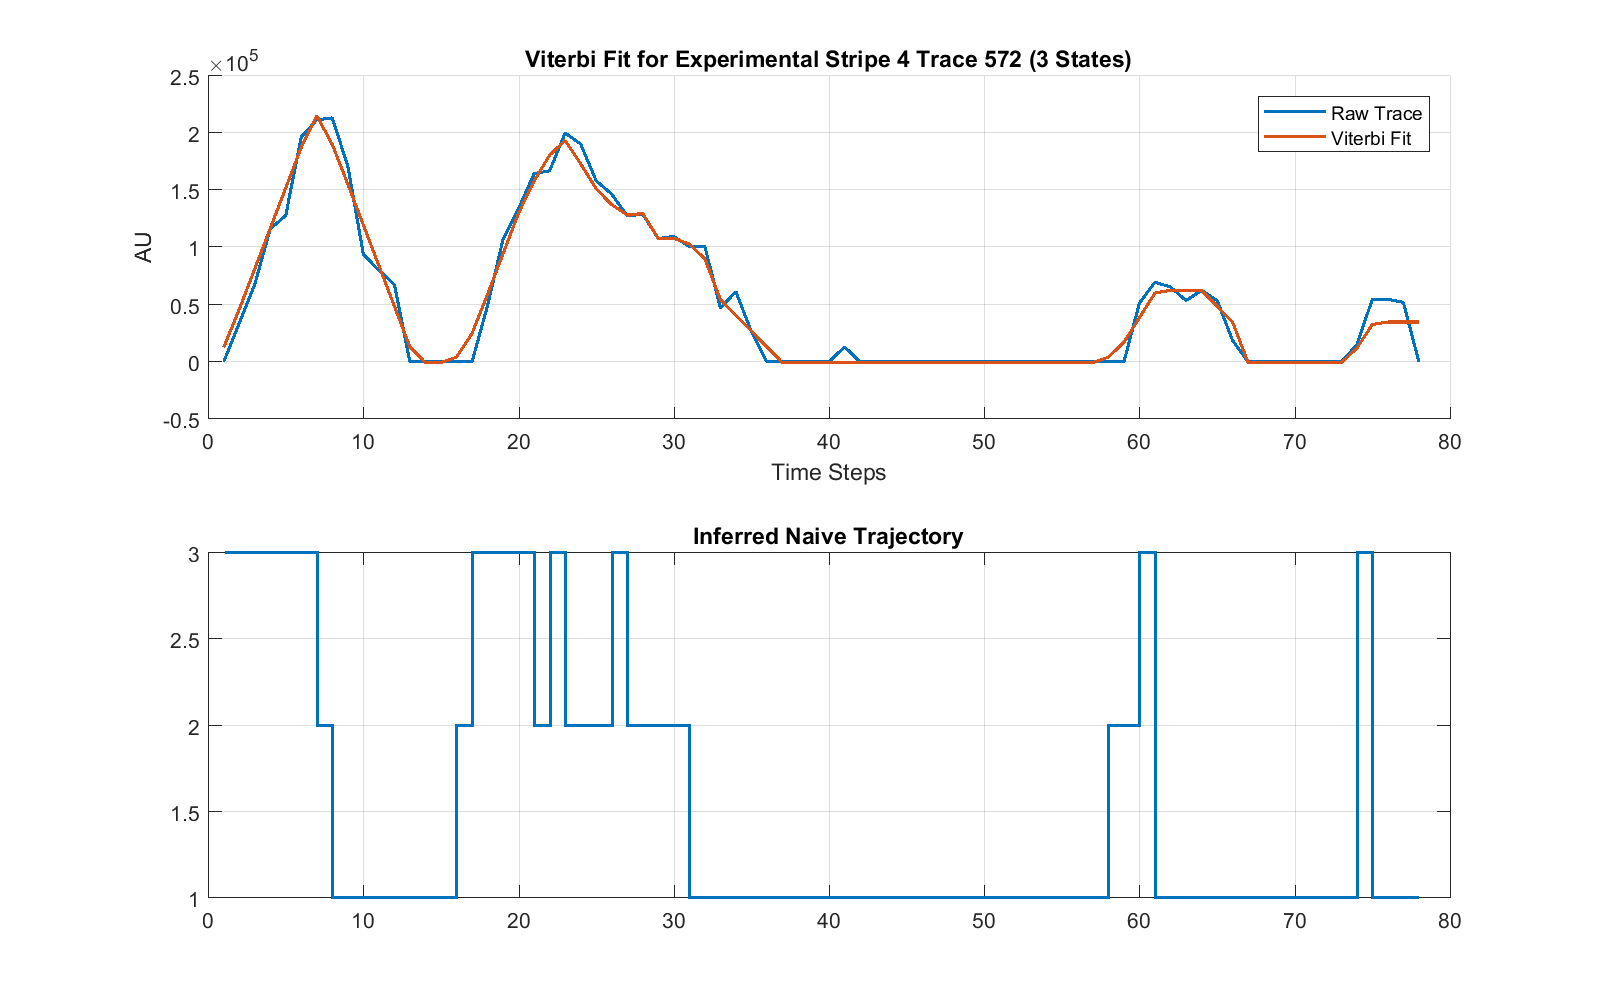 Viterbi Fit for Experimental Stripe 4 Trace 572 (3 States)
×10^5
2.5
2
1.5
1
0.5
0
-0.5
AU
Raw Trace
Viterbi Fit
0 10 20 30 40 50 60 70 80
Time Steps
Inferred Naive Trajectory
3
2.5
2
1.5
1
0 10 20 30 40 50 60 70 80